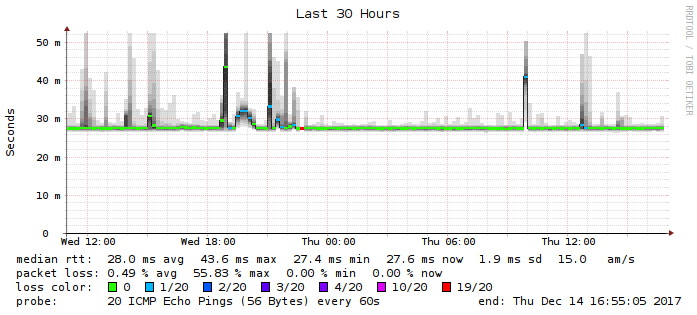 Last 30 Hours
RRDTOOL / TOBI OETIKER
Seconds
50 m
40 m
30 m
20 m
10 m
0
Wed 12:00 Wed 18:00 Thu 00:00 Thu 06:00 Thu 12:00
median rtt: 28.0 ms avg 43.6 ms max 27.4 ms min 27.6 ms now 1.9 ms sd 15.0 am/s
packet loss: 0.49 % avg 55.83 % max 0.00 % min 0.00 % now
loss color: 0 1/20 2/20 3/20 4/20 10/20 19/20
probe: 20 ICMP Echo Pings (56 Bytes) every 60s end: Thu Dec 14 16:55:05 2017